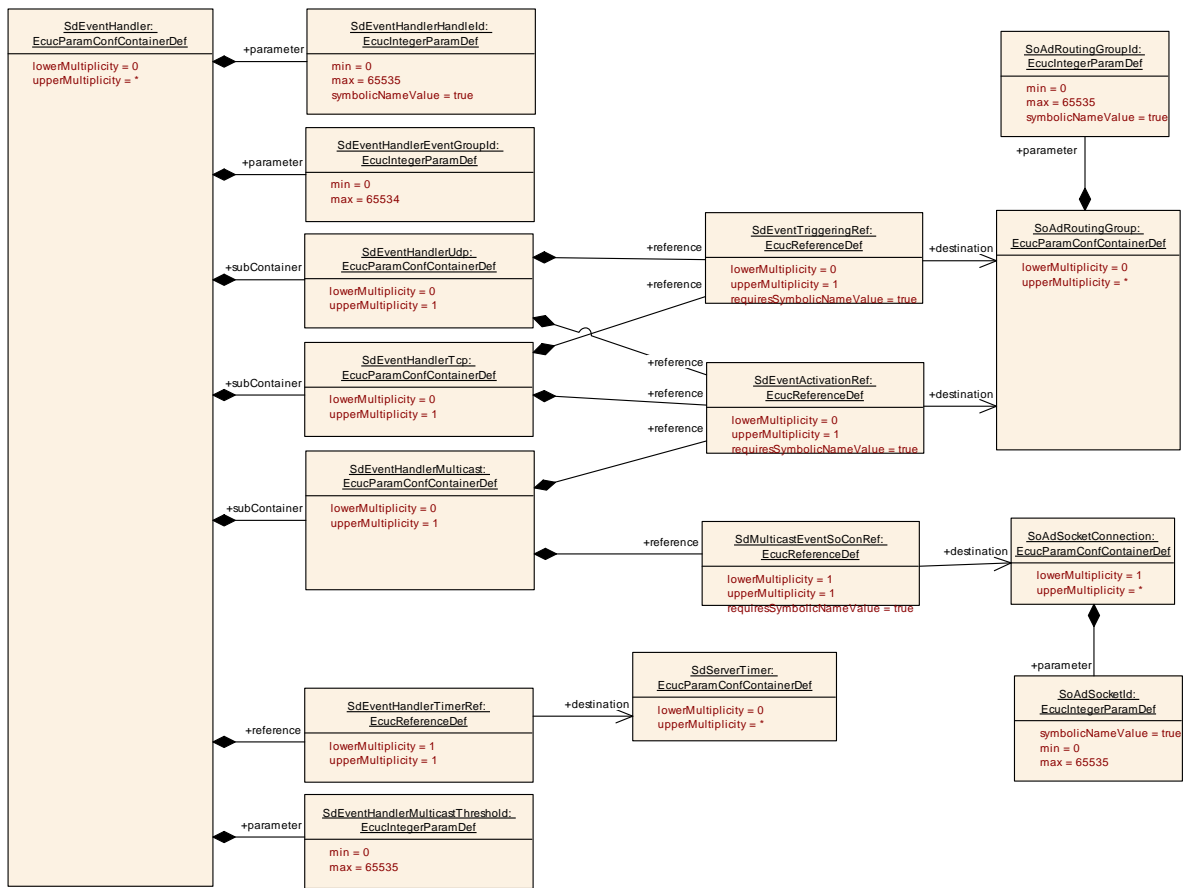 SdEventHandler:
EcucParamConfContainerDef
lowerMultiplicity = 0
upperMultiplicity = *
+parameter
SdEventHandlerHandleId:
EcucIntegerParamDef
min = 0
max = 65535
symbolicNameValue = true
+parameter
SdEventHandlerEventGroupId:
EcucIntegerParamDef
min = 0
max = 65534
+subContainer
SdEventHandlerUdp:
EcucParamConfContainerDef
lowerMultiplicity = 0
upperMultiplicity = 1
+subContainer
SdEventHandlerTcp:
EcucParamConfContainerDef
lowerMultiplicity = 0
upperMultiplicity = 1
+subContainer
SdEventHandlerMulticast:
EcucParamConfContainerDef
lowerMultiplicity = 0
upperMultiplicity = 1
+reference
SdEventHandlerTimerRef:
EcucReferenceDef
lowerMultiplicity = 1
upperMultiplicity = 1
+parameter
SdEventHandlerMulticastThreshold:
EcucIntegerParamDef
min = 0
max = 65535
+reference
+reference
SdEventTriggeringRef:
EcucReferenceDef
lowerMultiplicity = 0
upperMultiplicity = 1
requiresSymbolicNameValue = true
+reference
+reference
+reference
SdEventActivationRef:
EcucReferenceDef
lowerMultiplicity = 0
upperMultiplicity = 1
requiresSymbolicNameValue = true
+reference
SdMulticastEventSoConRef:
EcucReferenceDef
lowerMultiplicity = 1
upperMultiplicity = 1
requiresSymbolicNameValue = true
+destination
SdServerTimer:
EcucParamConfContainerDef
lowerMultiplicity = 0
upperMultiplicity = *
SoAdRoutingGroupId:
EcucIntegerParamDef
min = 0
max = 65535
symbolicNameValue = true
+parameter
+destination
+destination
SoAdRoutingGroup:
EcucParamConfContainerDef
lowerMultiplicity = 0
upperMultiplicity = *
+destination
SoAdSocketConnection:
EcucParamConfContainerDef
lowerMultiplicity = 1
upperMultiplicity = *
+parameter
SoAdSocketId:
EcucIntegerParamDef
symbolicNameValue = true
min = 0
max = 65535